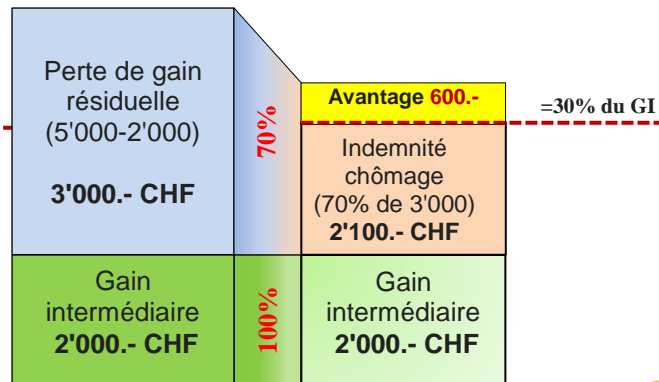 Perte de gain
résiduelle
(5'000-2'000)
3'000.- CHF
70%
Avantage 600.-
=30% du GI
Indemnité
chômage
(70% de 3'000)
2'100.- CHF
Gain
intermédiaire
2'000.- CHF
100%
Gain
intermédiaire
2'000.- CHF